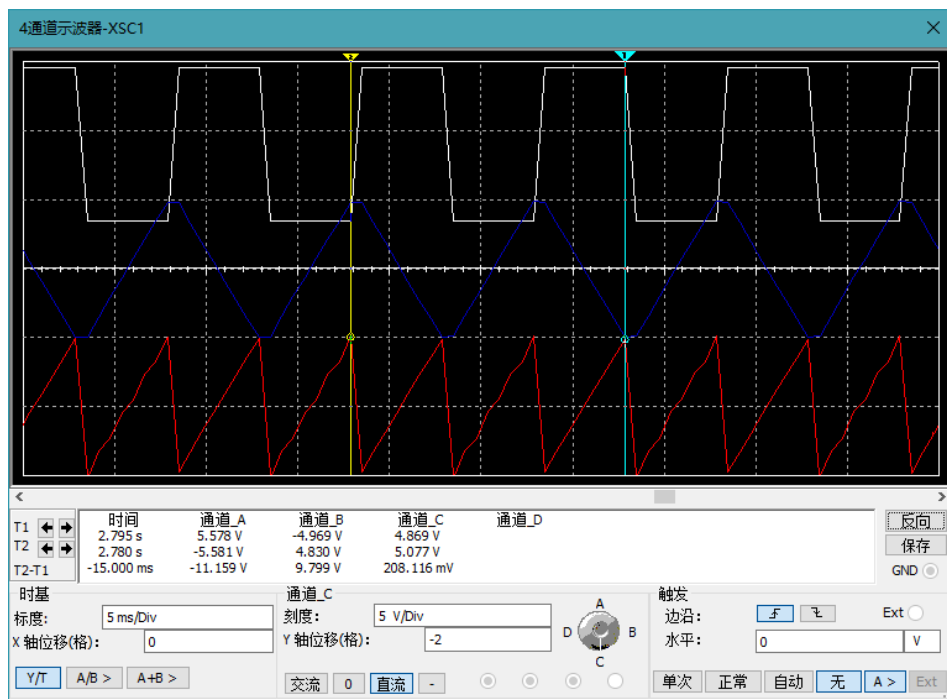 4通道示波器-XSC1
T1
T2
T2-T1
时间 通道_A 通道_B 通道_C 通道_D
2.795 s 5.578 V -4.969 V 4.869 V
2.780 s -5.581 V 4.830 V 5.077 V
-15.000 ms -11.159 V 9.799 V 208.116 mV
反向
保存
GND
时基
标度: 5 ms/Div
X 轴位移(格): 0
Y/T A/B > A+B >
通道_C
刻度: 5 V/Div
Y 轴位移(格): -2
交流 0 直流 -
A
B
C
D
触发
边沿: Ext
水平: 0 V
单次 正常 自动 无 A > Ext